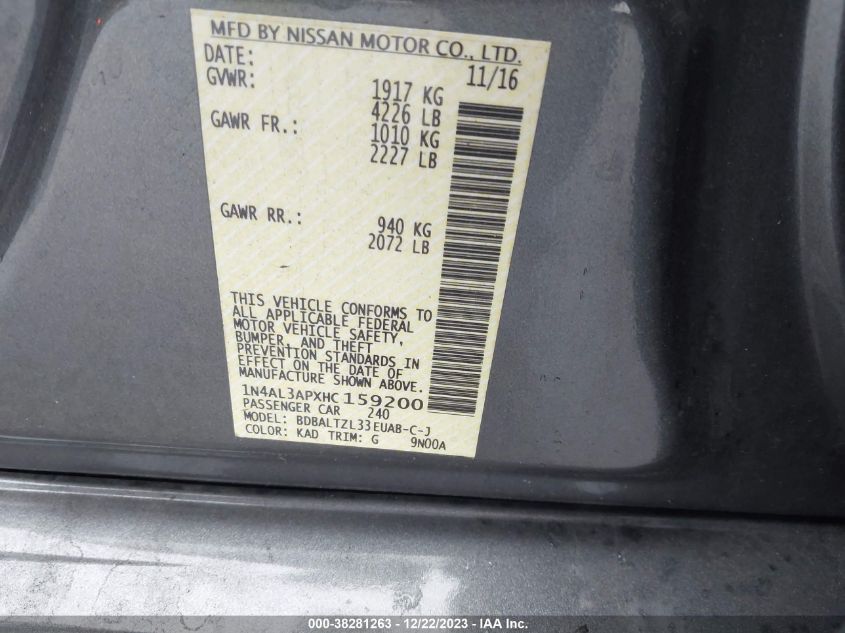 MFD BY NISSAN MOTOR CO., LTD.
DATE: 11/16
GVWR: 1917 KG
4226 LB
GAWR FR.: 1010 KG
2227 LB
GAWR RR.: 940 KG
2072 LB
THIS VEHICLE CONFORMS TO
ALL APPLICABLE FEDERAL
MOTOR VEHICLE SAFETY,
BUMPER, AND THEFT
PREVENTION STANDARDS IN
EFFECT ON THE DATE OF
MANUFACTURE SHOWN ABOVE.
1N4AL3APXHC159200
PASSENGER CAR 240
MODEL: BDBALTZL33EUAB-C-J
COLOR: KAD TRIM: G 9N00A
000-38281263 - 12/22/2023 - IAA Inc.